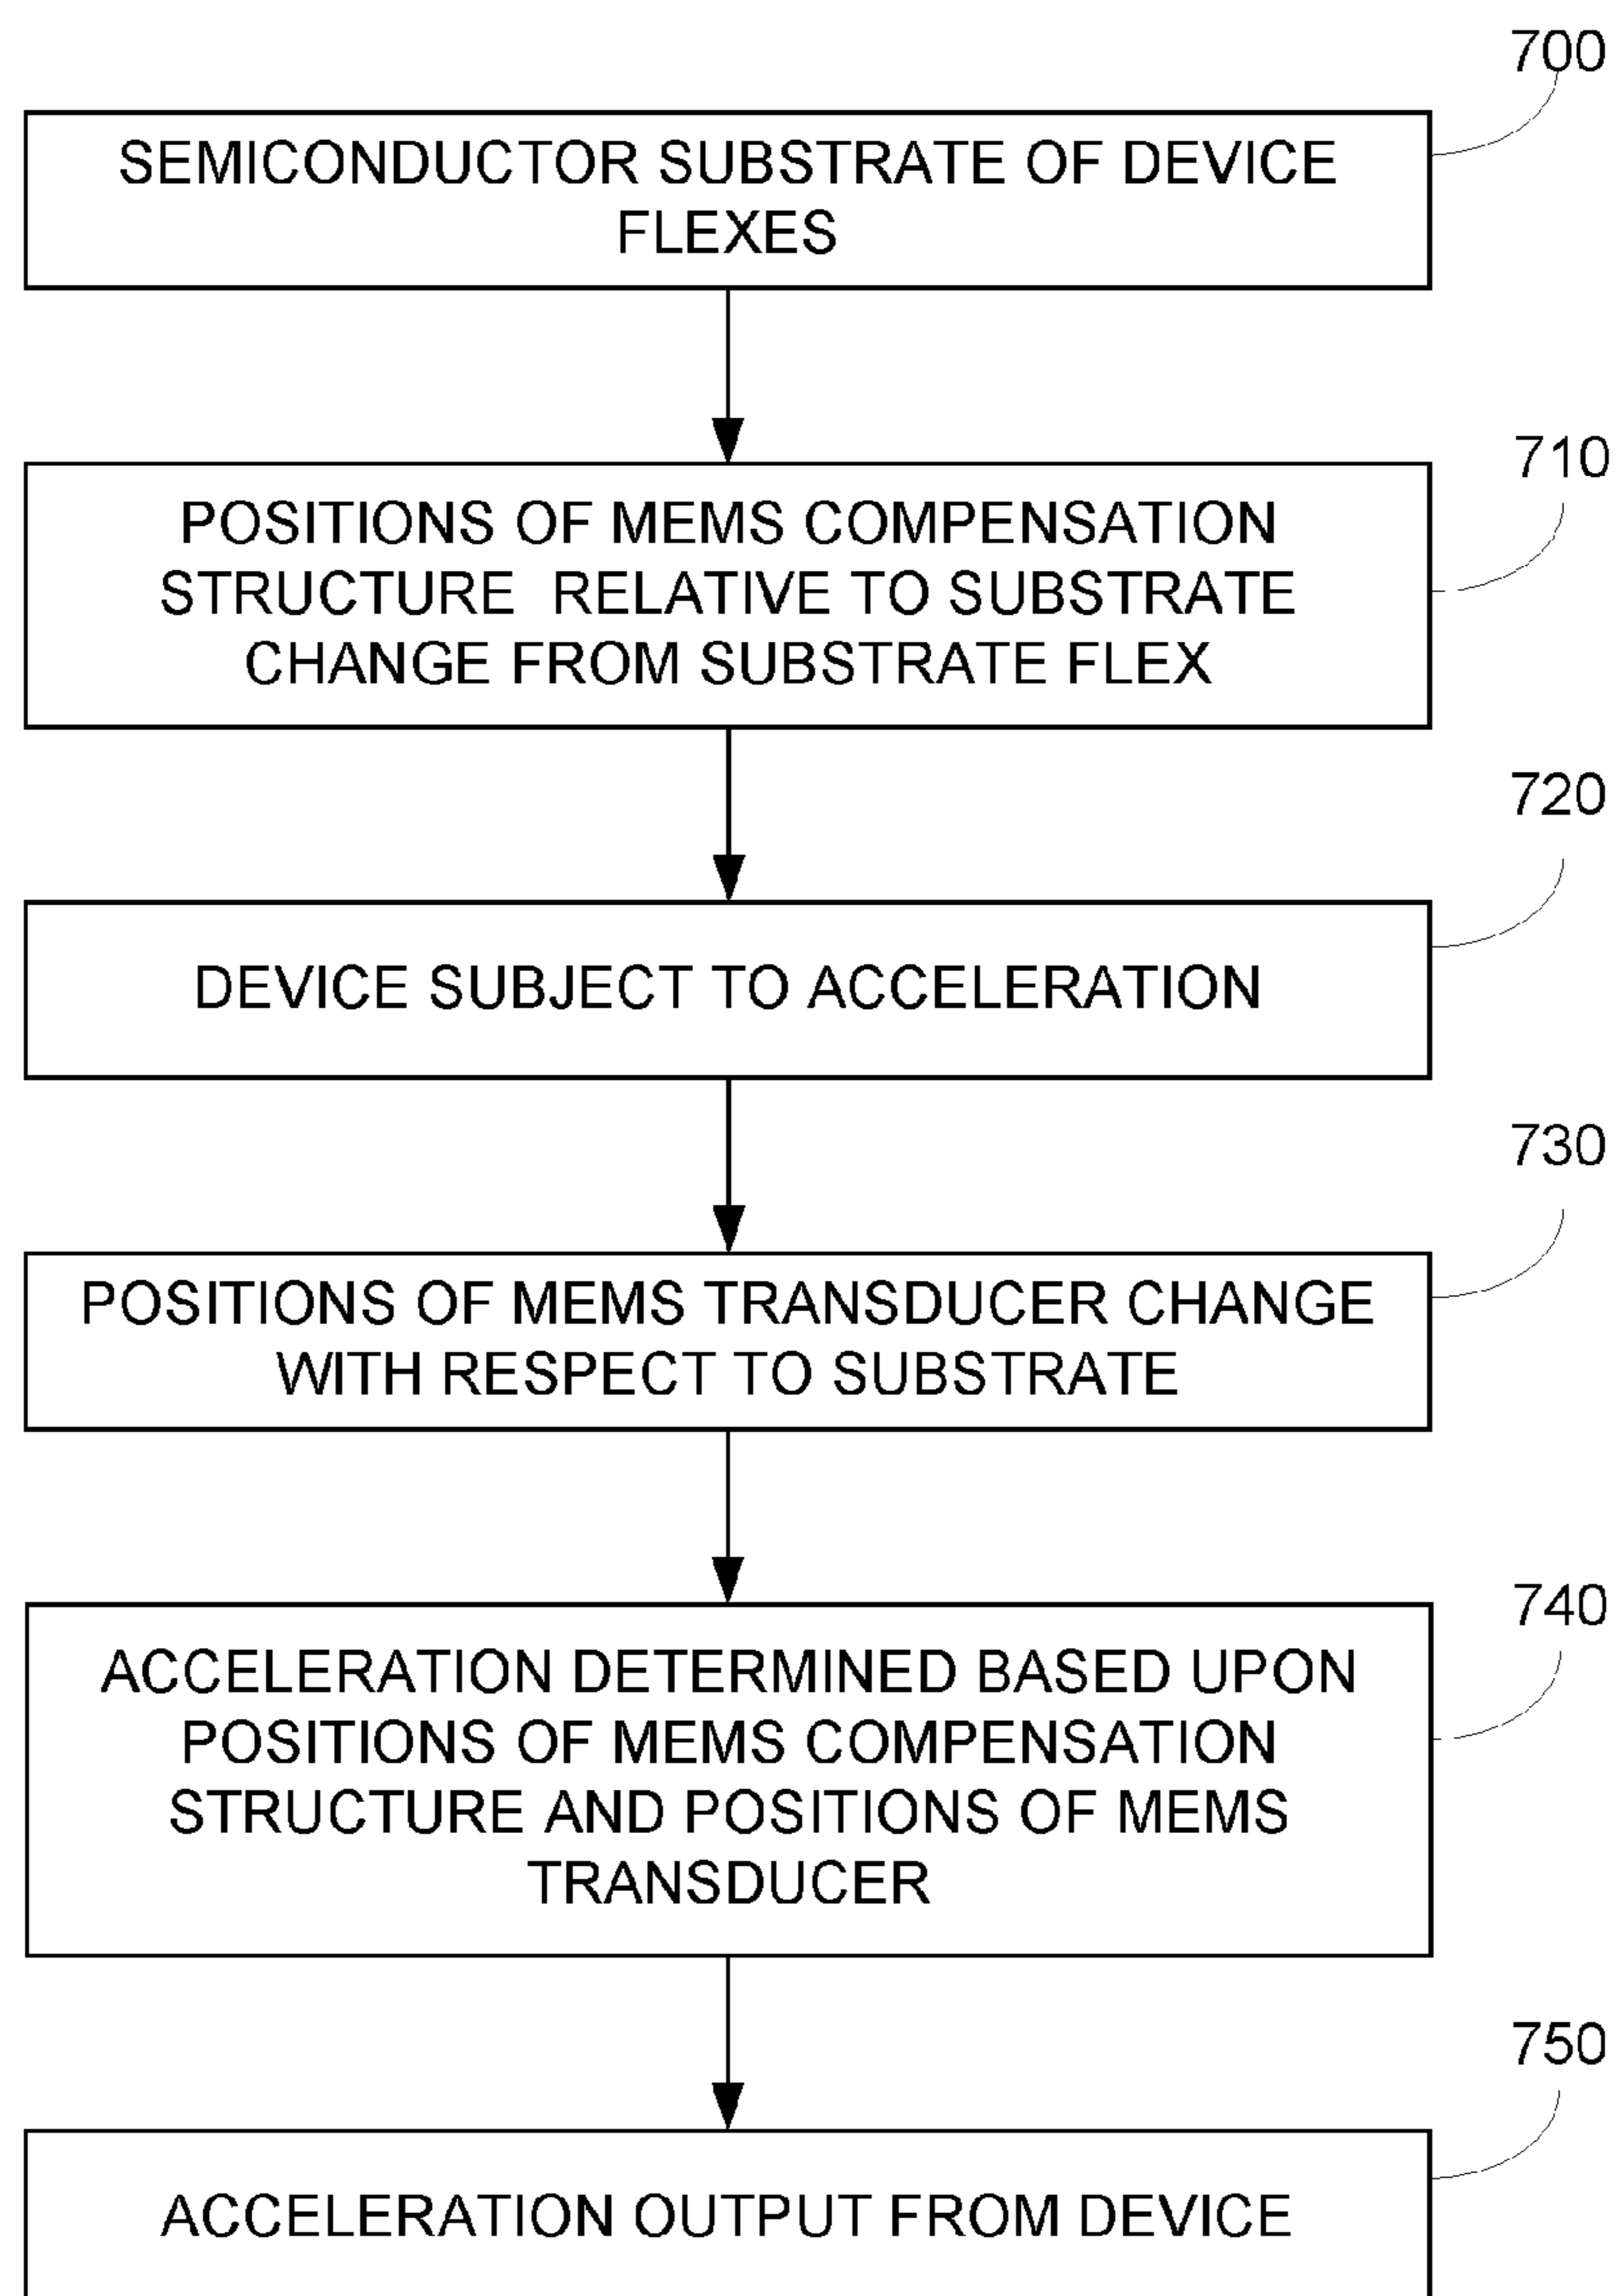 700
SEMICONDUCTOR SUBSTRATE OF DEVICE
FLEXES
710
POSITIONS OF MEMS COMPENSATION
STRUCTURE RELATIVE TO SUBSTRATE
CHANGE FROM SUBSTRATE FLEX
720
DEVICE SUBJECT TO ACCELERATION
730
POSITIONS OF MEMS TRANSDUCER CHANGE
WITH RESPECT TO SUBSTRATE
740
ACCELERATION DETERMINED BASED UPON
POSITIONS OF MEMS COMPENSATION
STRUCTURE AND POSITIONS OF MEMS
TRANSDUCER
750
ACCELERATION OUTPUT FROM DEVICE